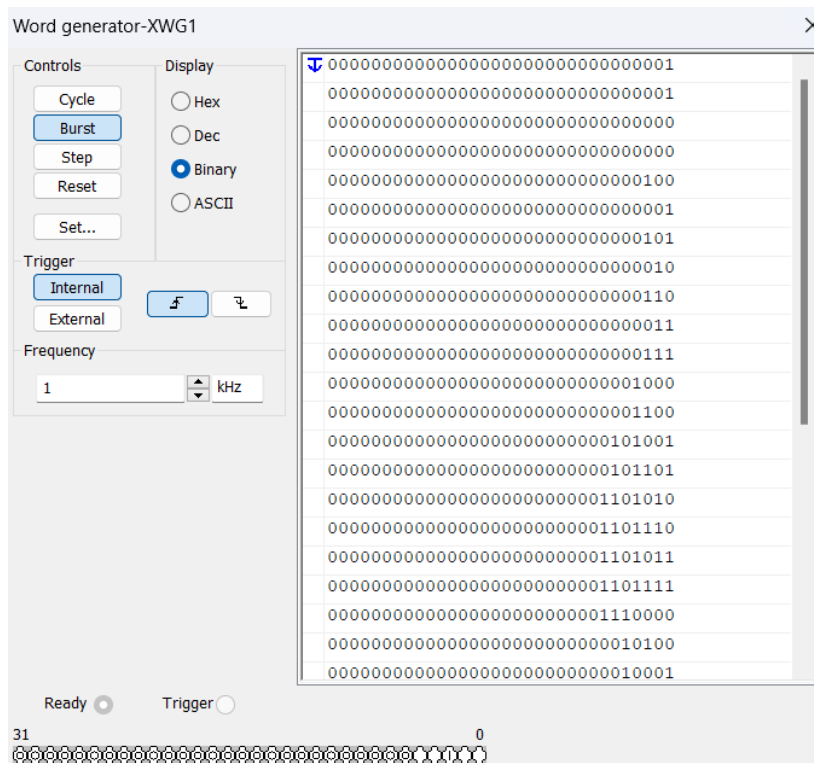 Word generator-XWG1
Controls
Display
Cycle
Burst
Step
Reset
Set...
Hex
Dec
Binary
ASCII
Trigger
Internal
External
Frequency
1
kHz
00000000000000000000000000000001
00000000000000000000000000000001
00000000000000000000000000000000
00000000000000000000000000000000
00000000000000000000000000000100
00000000000000000000000000000001
00000000000000000000000000000101
00000000000000000000000000000010
00000000000000000000000000000110
00000000000000000000000000000011
00000000000000000000000000000111
00000000000000000000000000001000
00000000000000000000000000001100
00000000000000000000000000101001
00000000000000000000000000101101
00000000000000000000000001101010
00000000000000000000000001101110
00000000000000000000000001101011
00000000000000000000000001101111
00000000000000000000000001110000
00000000000000000000000000010100
00000000000000000000000000010001
Ready
Trigger
31
0